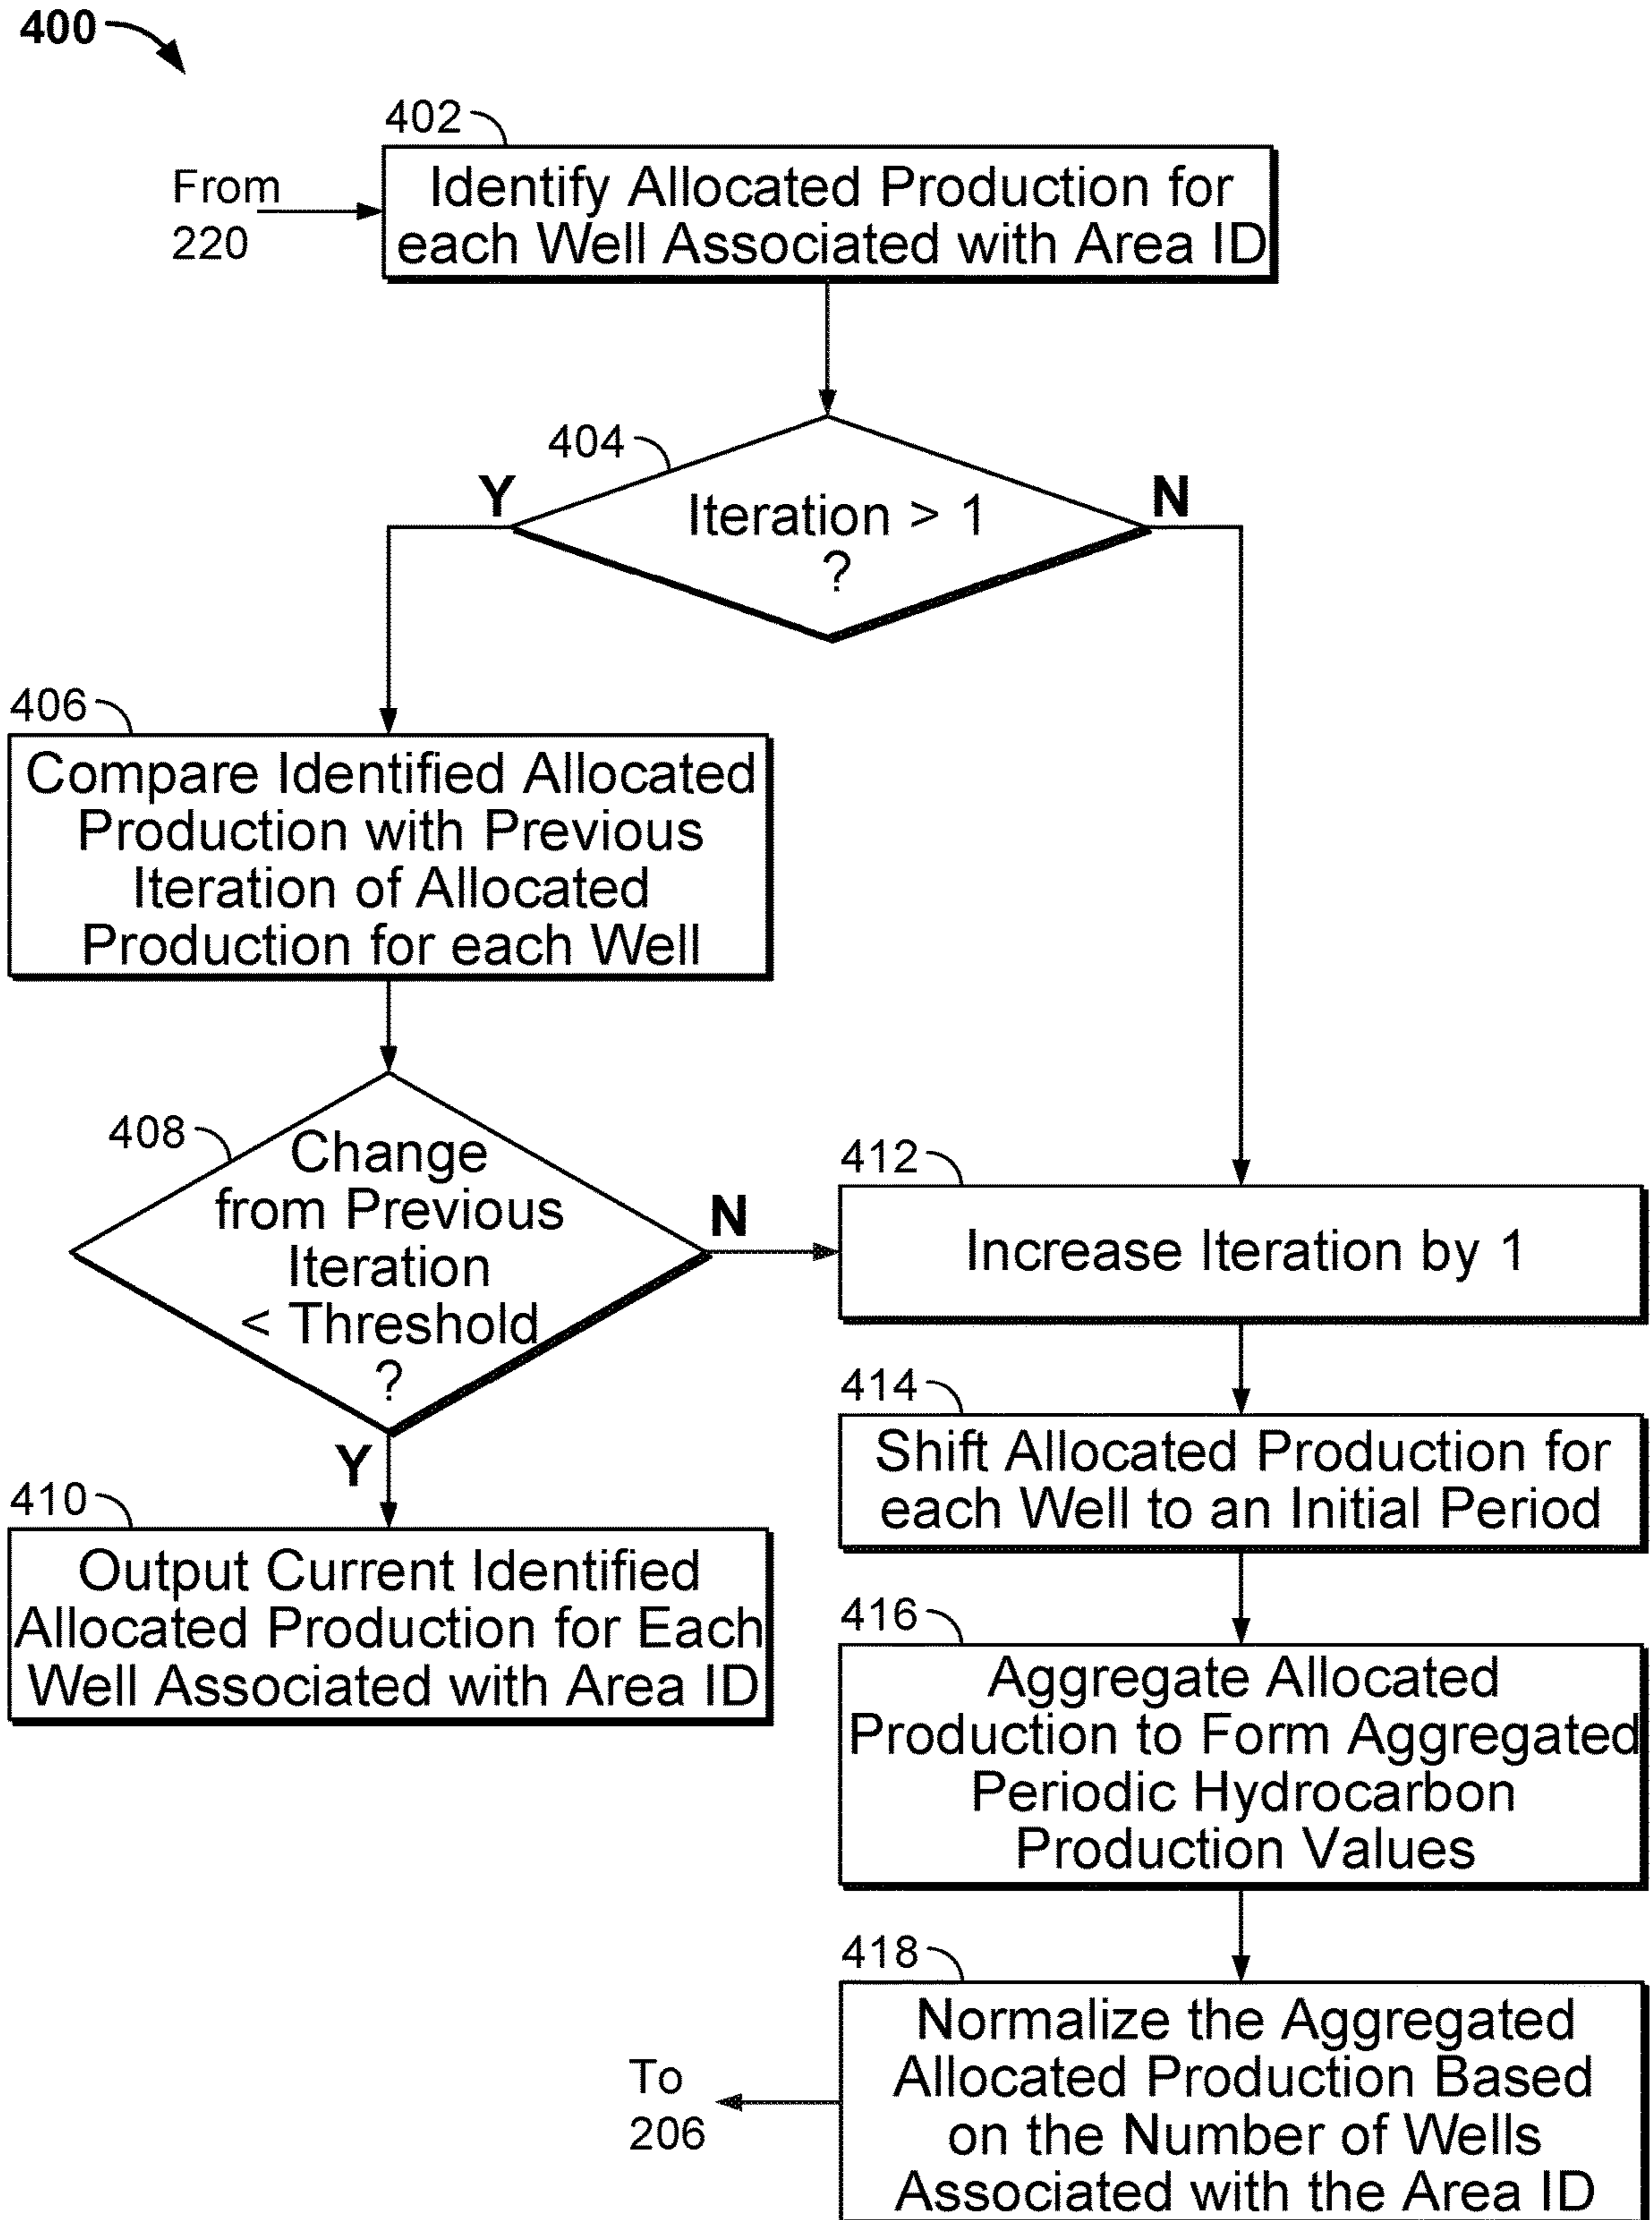 400
402
From
220
Identify Allocated Production for
each Well Associated with Area ID
404
Y
N
Iteration > 1
?
406
Compare Identified Allocated
Production with Previous
Iteration of Allocated
Production for each Well
408
Change
from Previous
Iteration
< Threshold
?
N
Y
410
Output Current Identified
Allocated Production for Each
Well Associated with Area ID
412
Increase Iteration by 1
414
Shift Allocated Production for
each Well to an Initial Period
416
Aggregate Allocated
Production to Form Aggregated
Periodic Hydrocarbon
Production Values
418
Normalize the Aggregated
Allocated Production Based
on the Number of Wells
Associated with the Area ID
To
206